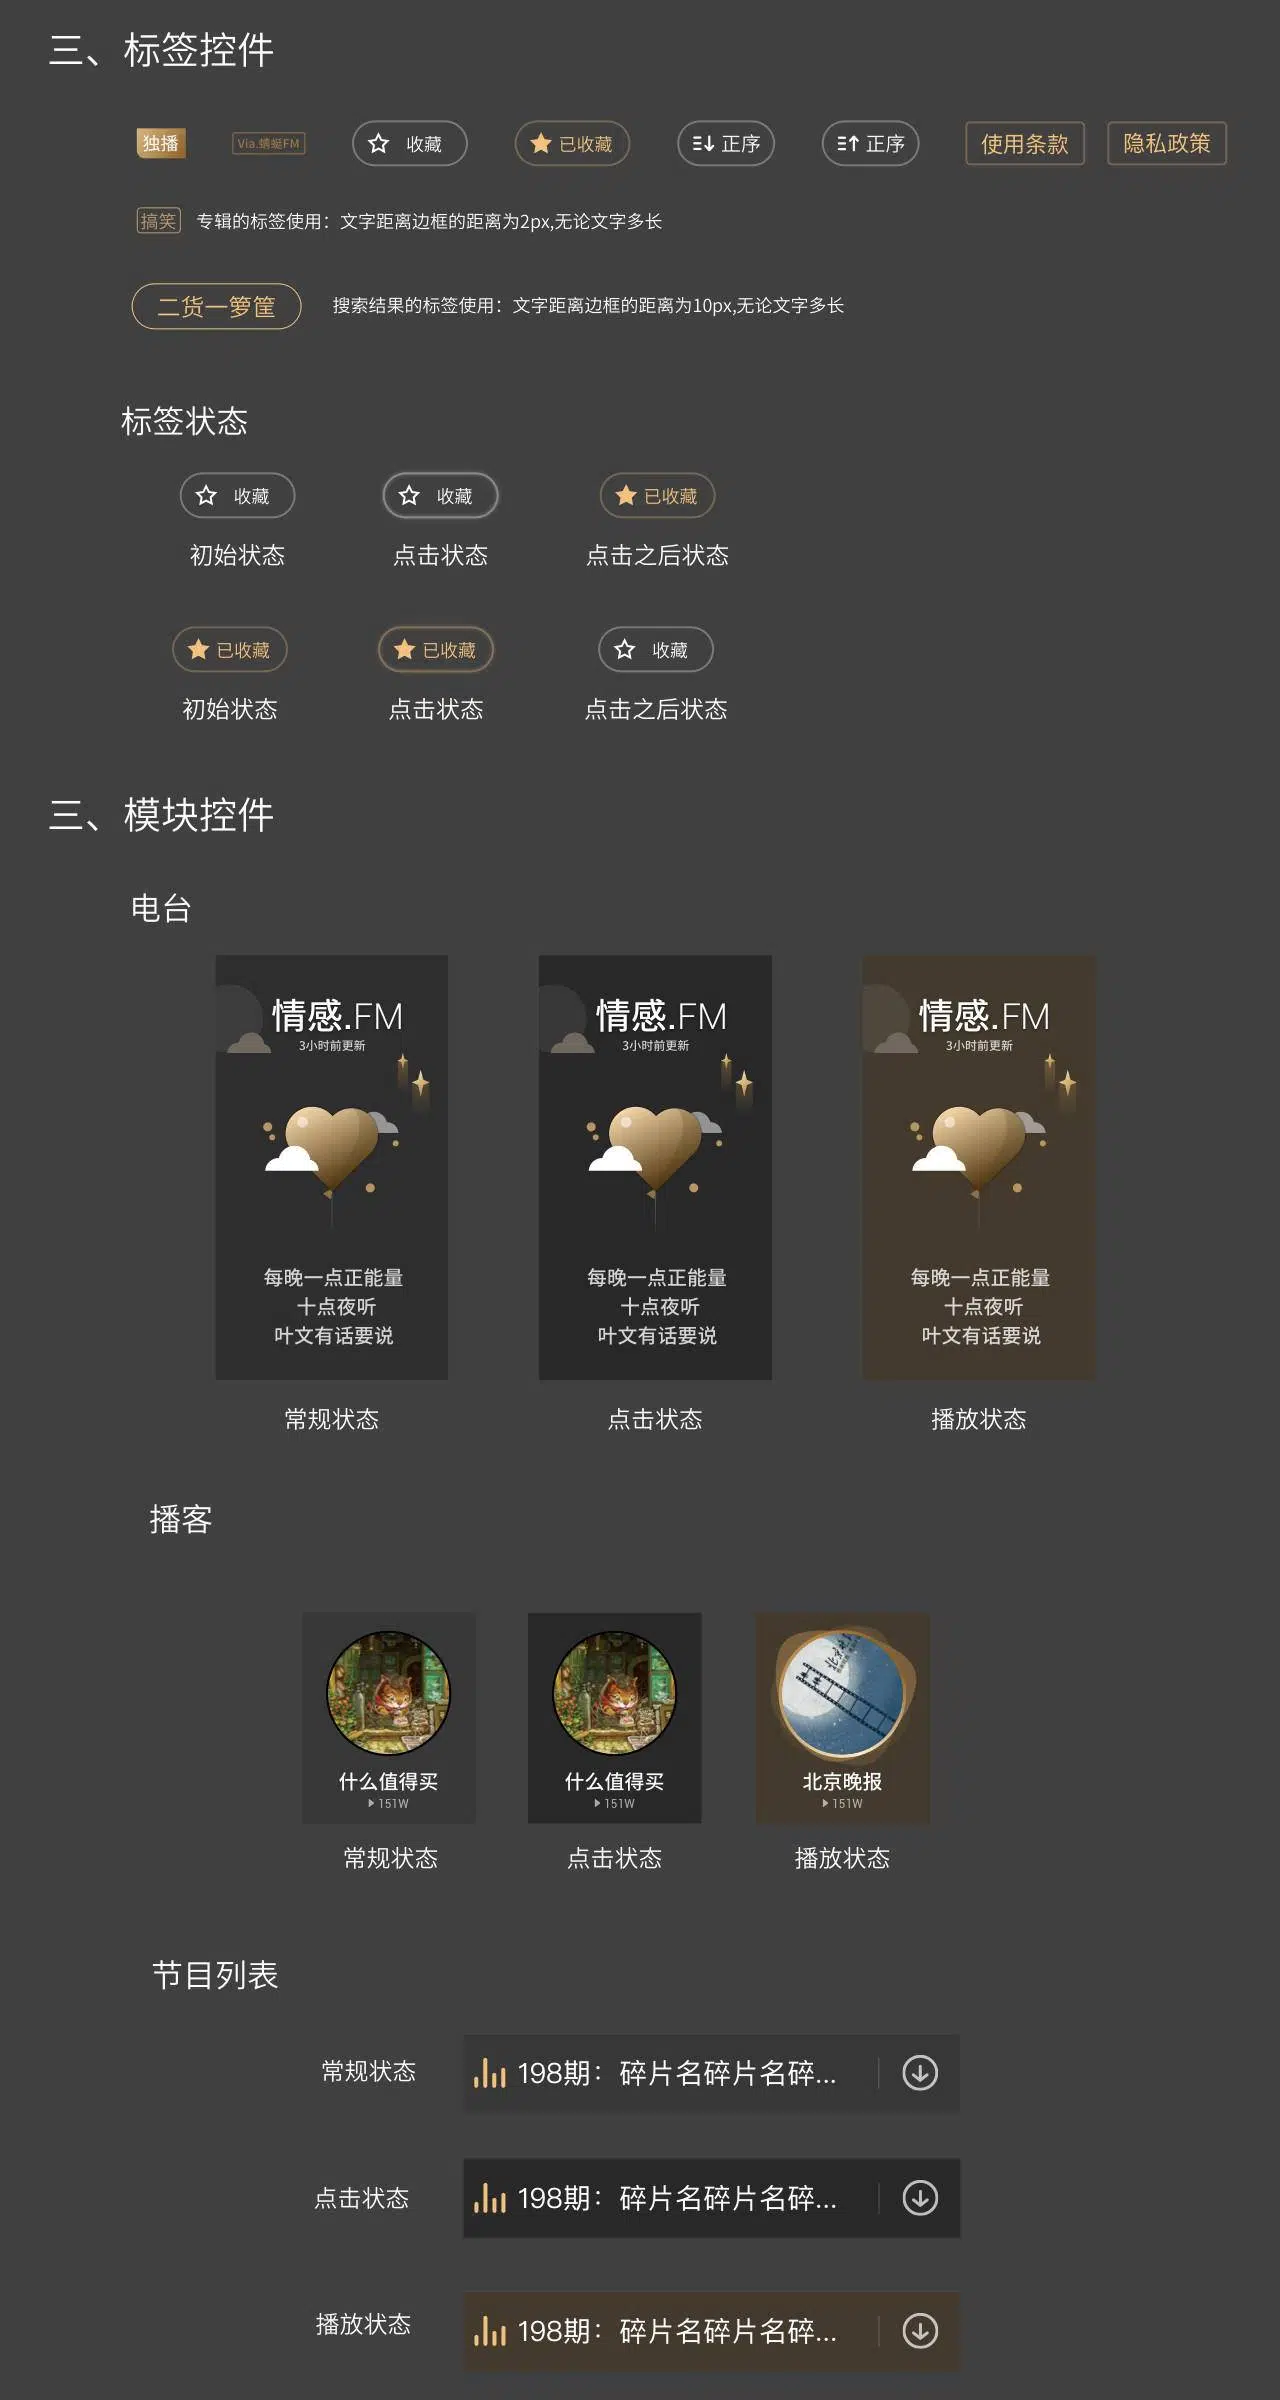 三、标签控件
独播
Via.蜻蜓FM
收藏
已收藏
正序
正序
使用条款
隐私政策
搞笑
专辑的标签使用：文字距离边框的距离为2px,无论文字多长
二货一箩筐
搜索结果的标签使用：文字距离边框的距离为10px,无论文字多长
标签状态
收藏
收藏
已收藏
初始状态
点击状态
点击之后状态
已收藏
已收藏
收藏
初始状态
点击状态
点击之后状态
三、模块控件
电台
情感.FM
3小时前更新
每晚一点正能量
十点夜听
叶文有话要说
常规状态
情感.FM
3小时前更新
每晚一点正能量
十点夜听
叶文有话要说
点击状态
情感.FM
3小时前更新
每晚一点正能量
十点夜听
叶文有话要说
播放状态
播客
什么值得买
151W
常规状态
什么值得买
151W
点击状态
北京晚报
151W
播放状态
节目列表
常规状态
198期：碎片名碎片名碎...
点击状态
198期：碎片名碎片名碎...
播放状态
198期：碎片名碎片名碎...